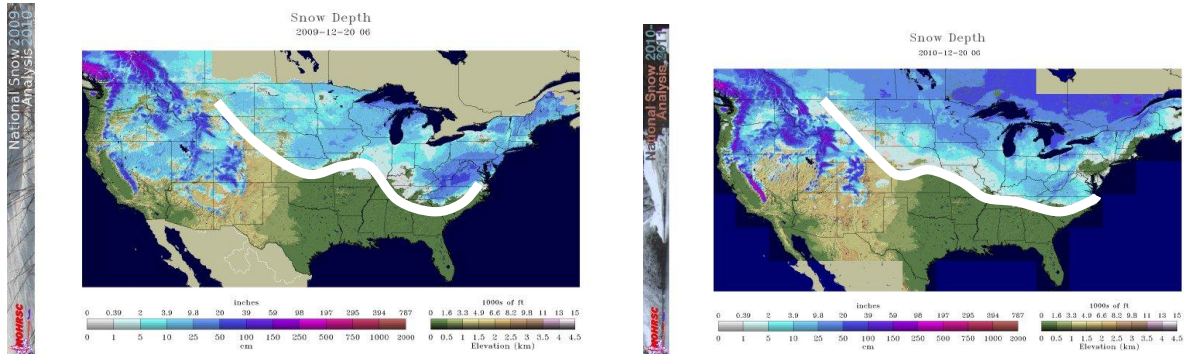 National Snow 2009-
Analysis 2010
NOHRSC
Snow Depth
2009-12-20 06
inches
0 0.39 2 3.9 9.8 20 39 59 98 197 295 394 787
0 1 5 10 25 50 100 150 250 500 750 1000 2000
cm
1000s of ft
0 1.6 3.3 4.9 6.6 8.2 9.8 11 13 15
0 0.5 1 1.5 2 2.5 3 3.5 4 4.5
Elevation (km)
National Snow 2010-
Analysis 2011
NOHRSC
Snow Depth
2010-12-20 06
inches
0 0.39 2 3.9 9.8 20 39 59 98 197 295 394 787
0 1 5 10 25 50 100 150 250 500 750 1000 2000
cm
1000s of ft
0 1.6 3.3 4.9 6.6 8.2 9.8 11 13 15
0 0.5 1 1.5 2 2.5 3 3.5 4 4.5
Elevation (km)